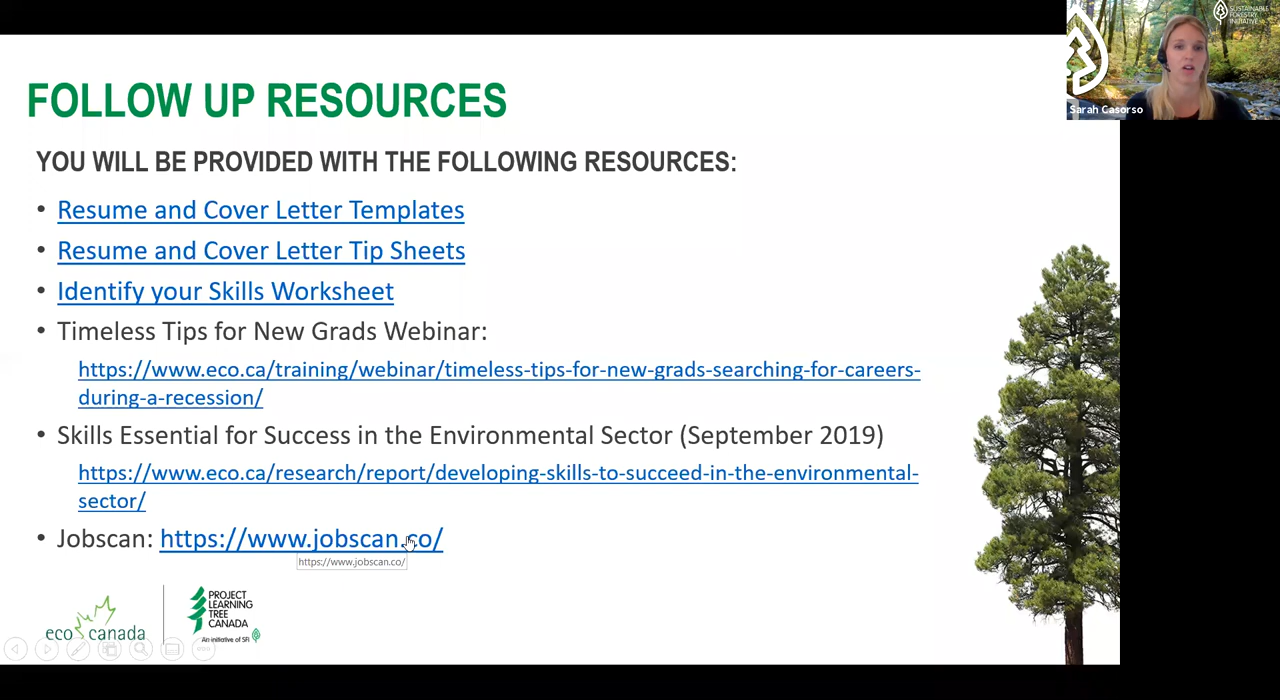 SUSTAINABLE
FORESTRY
INITIATIVE
Sarah Casorso
FOLLOW UP RESOURCES
YOU WILL BE PROVIDED WITH THE FOLLOWING RESOURCES:
• Resume and Cover Letter Templates
• Resume and Cover Letter Tip Sheets
• Identify your Skills Worksheet
• Timeless Tips for New Grads Webinar:
https://www.eco.ca/training/webinar/timeless-tips-for-new-grads-searching-for-careers-
during-a-recession/
• Skills Essential for Success in the Environmental Sector (September 2019)
https://www.eco.ca/research/report/developing-skills-to-succeed-in-the-environmental-
sector/
• Jobscan: https://www.jobscan.co/
https://www.jobscan.co/
eco canada
PROJECT
LEARNING
TREE
CANADA
An initiative of SFI